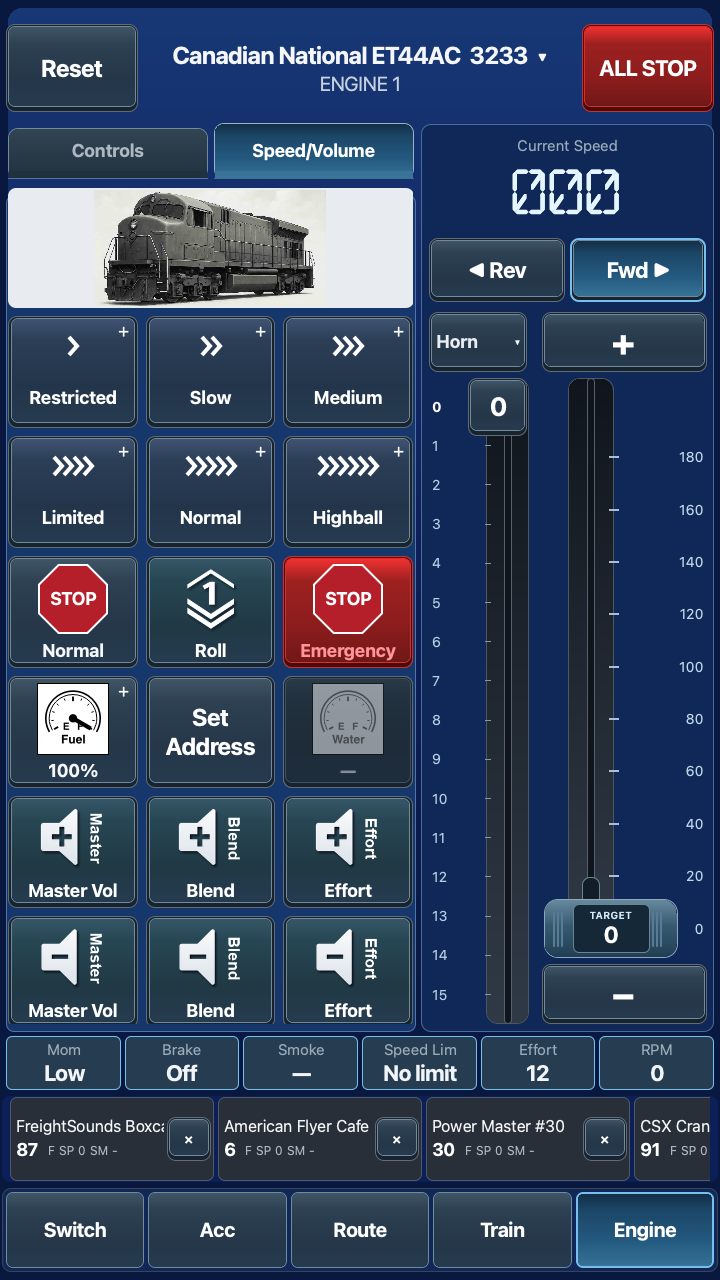 Reset
Canadian National ET44AC 3233 ▼
ENGINE 1
ALL STOP
Controls
Speed/Volume
Current Speed
000
◀ Rev
Fwd ▶
Horn ▾
+
+
Restricted
+
Slow
+
Medium
+
Limited
+
Normal
+
Highball
STOP
Normal
1
Roll
STOP
Emergency
+
E F
Fuel
100%
Set
Address
E F
Water
—
Master
Master Vol
Blend
Blend
Effort
Effort
Master
Master Vol
Blend
Blend
Effort
Effort
0
1
2
3
4
5
6
7
8
9
10
11
12
13
14
15
0
180
160
140
120
100
80
60
40
20
0
TARGET
0
−
Mom
Low
Brake
Off
Smoke
—
Speed Lim
No limit
Effort
12
RPM
0
FreightSounds Boxca
87 F SP 0 SM -
×
American Flyer Cafe
6 F SP 0 SM -
×
Power Master #30
30 F SP 0 SM -
×
CSX Cran
91 F SP 0
Switch
Acc
Route
Train
Engine